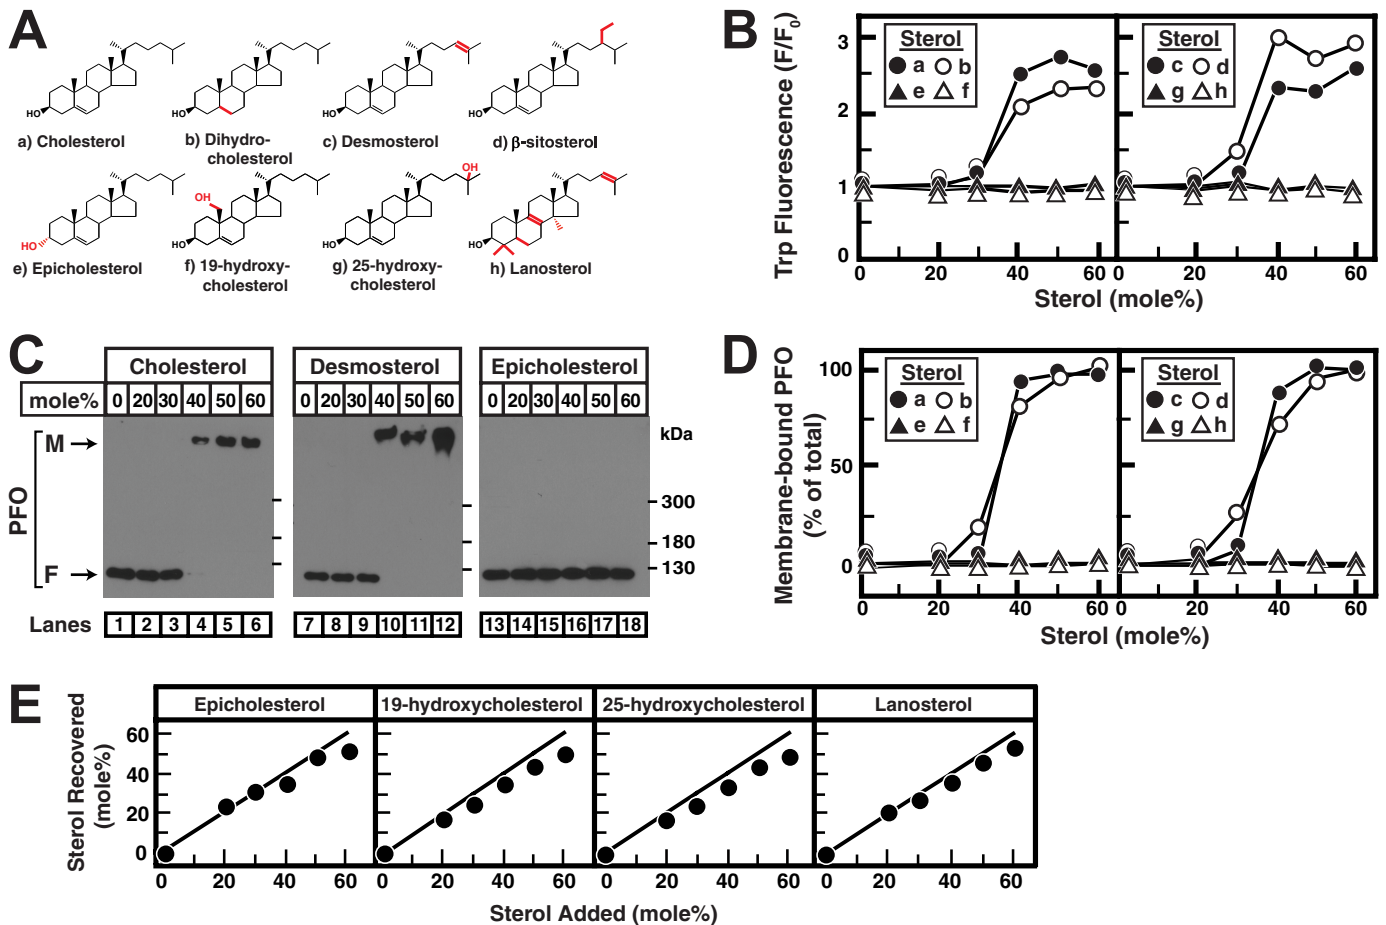 A
HO
HO
HO
HO
a) Cholesterol
b) Dihydro-
cholesterol
c) Desmosterol
d) β-sitosterol
HO
OH
HO
HO
OH
HO
e) Epicholesterol
f) 19-hydroxy-
cholesterol
g) 25-hydroxy-
cholesterol
h) Lanosterol
B
Trp Fluorescence (F/F0)
3
2
1
0
Sterol
a b
e f
Sterol
c d
g h
0 20 40 60 0 20 40 60
Sterol (mole%)
C
Cholesterol Desmosterol Epicholesterol
mole% 0 20 30 40 50 60 0 20 30 40 50 60 0 20 30 40 50 60
PFO
M
F
kDa
300
180
130
Lanes 1 2 3 4 5 6 7 8 9 10 11 12 13 14 15 16 17 18
D
Membrane-bound PFO
(% of total)
100
50
0
Sterol
a b
e f
Sterol
c d
g h
0 20 40 60 0 20 40 60
Sterol (mole%)
E
Epicholesterol 19-hydroxycholesterol 25-hydroxycholesterol Lanosterol
Sterol Recovered
(mole%)
60
40
20
0
0 20 40 60 0 20 40 60 0 20 40 60 0 20 40 60
Sterol Added (mole%)